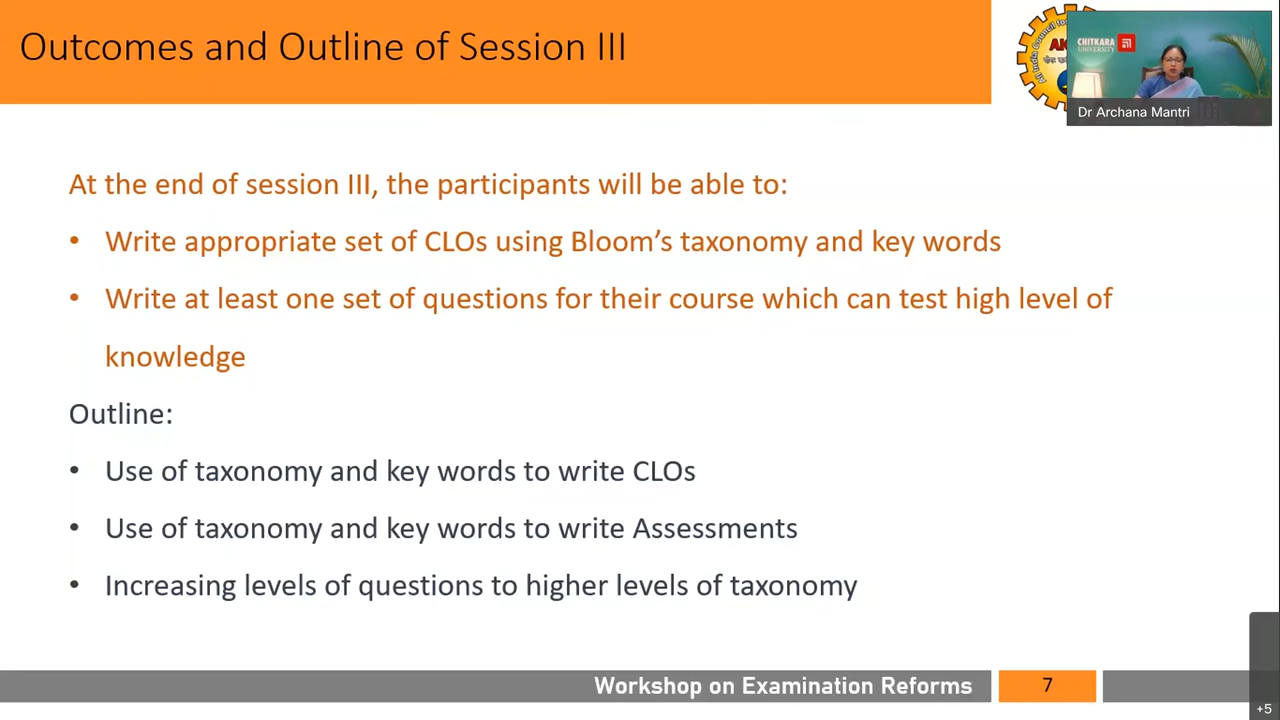 Outcomes and Outline of Session III
CHITKARA
UNIVERSITY
Dr Archana Mantri
At the end of session III, the participants will be able to:
• Write appropriate set of CLOs using Bloom’s taxonomy and key words
• Write at least one set of questions for their course which can test high level of
knowledge
Outline:
• Use of taxonomy and key words to write CLOs
• Use of taxonomy and key words to write Assessments
• Increasing levels of questions to higher levels of taxonomy
Workshop on Examination Reforms
7
+5